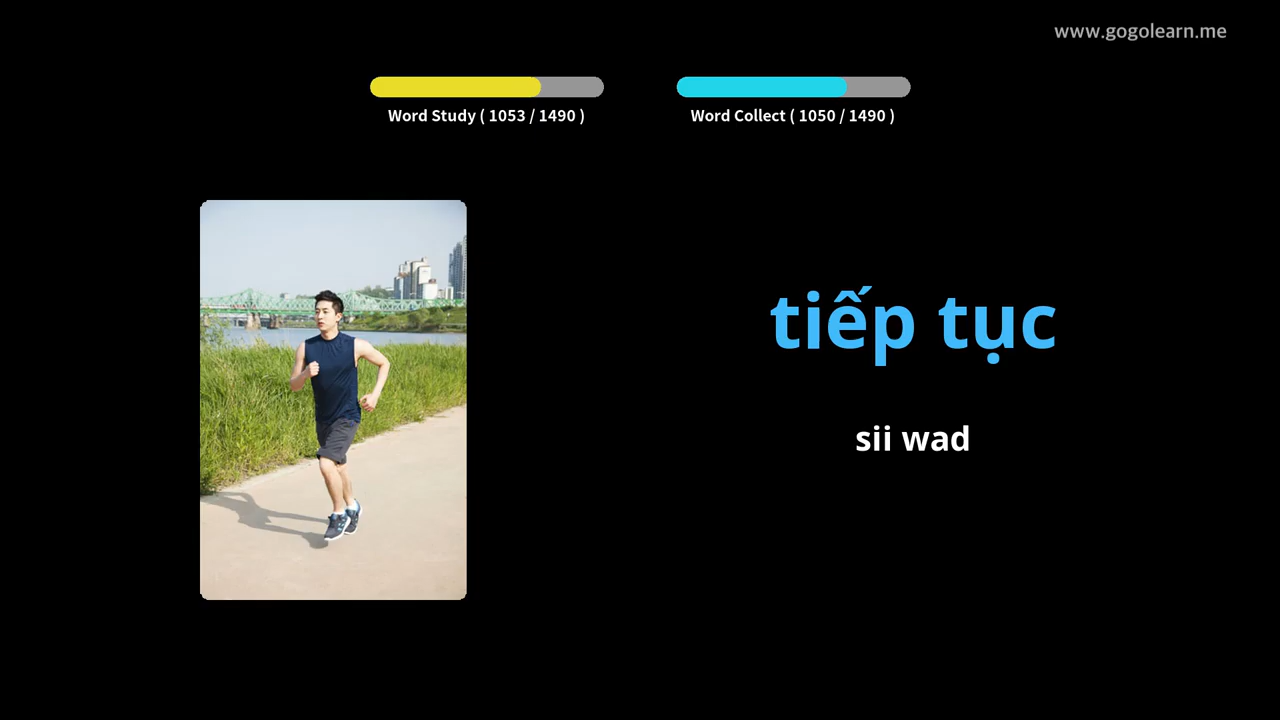 www.gogolearn.me
Word Study ( 1053 / 1490 )
Word Collect ( 1050 / 1490 )
tiếp tục
sii wad